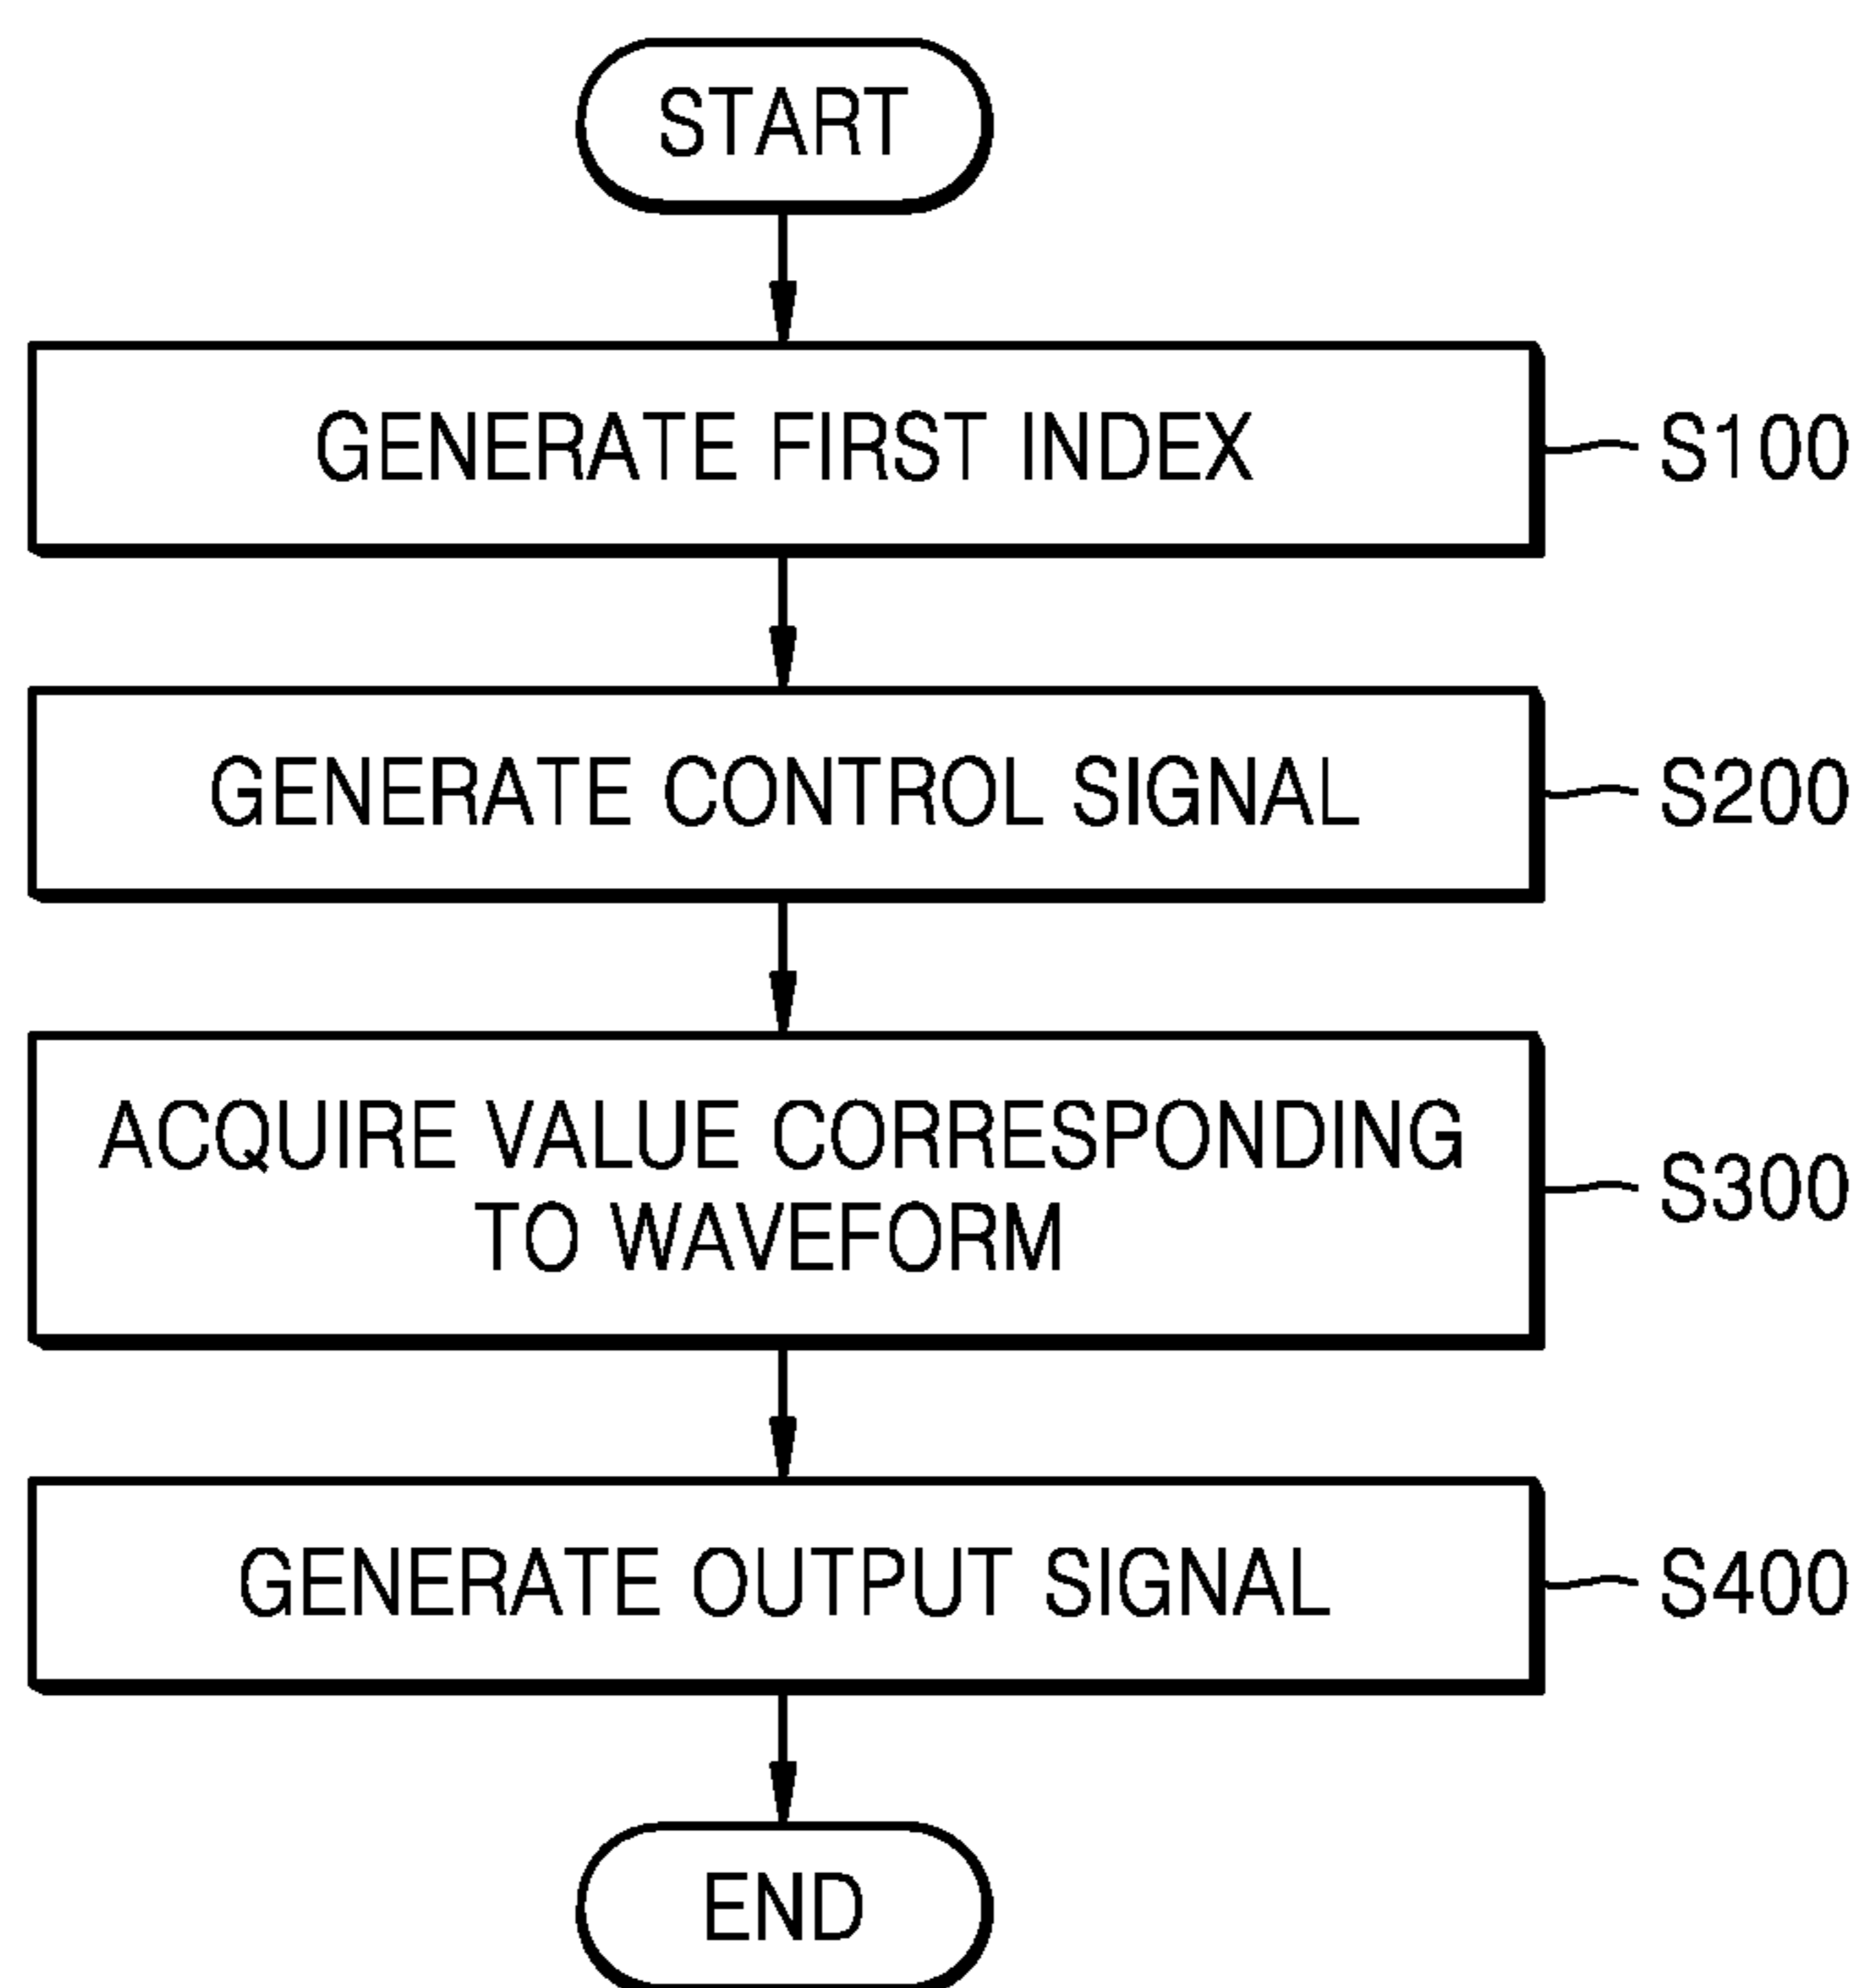 START
GENERATE FIRST INDEX
S100
GENERATE CONTROL SIGNAL
S200
ACQUIRE VALUE CORRESPONDING
TO WAVEFORM
S300
GENERATE OUTPUT SIGNAL
S400
END